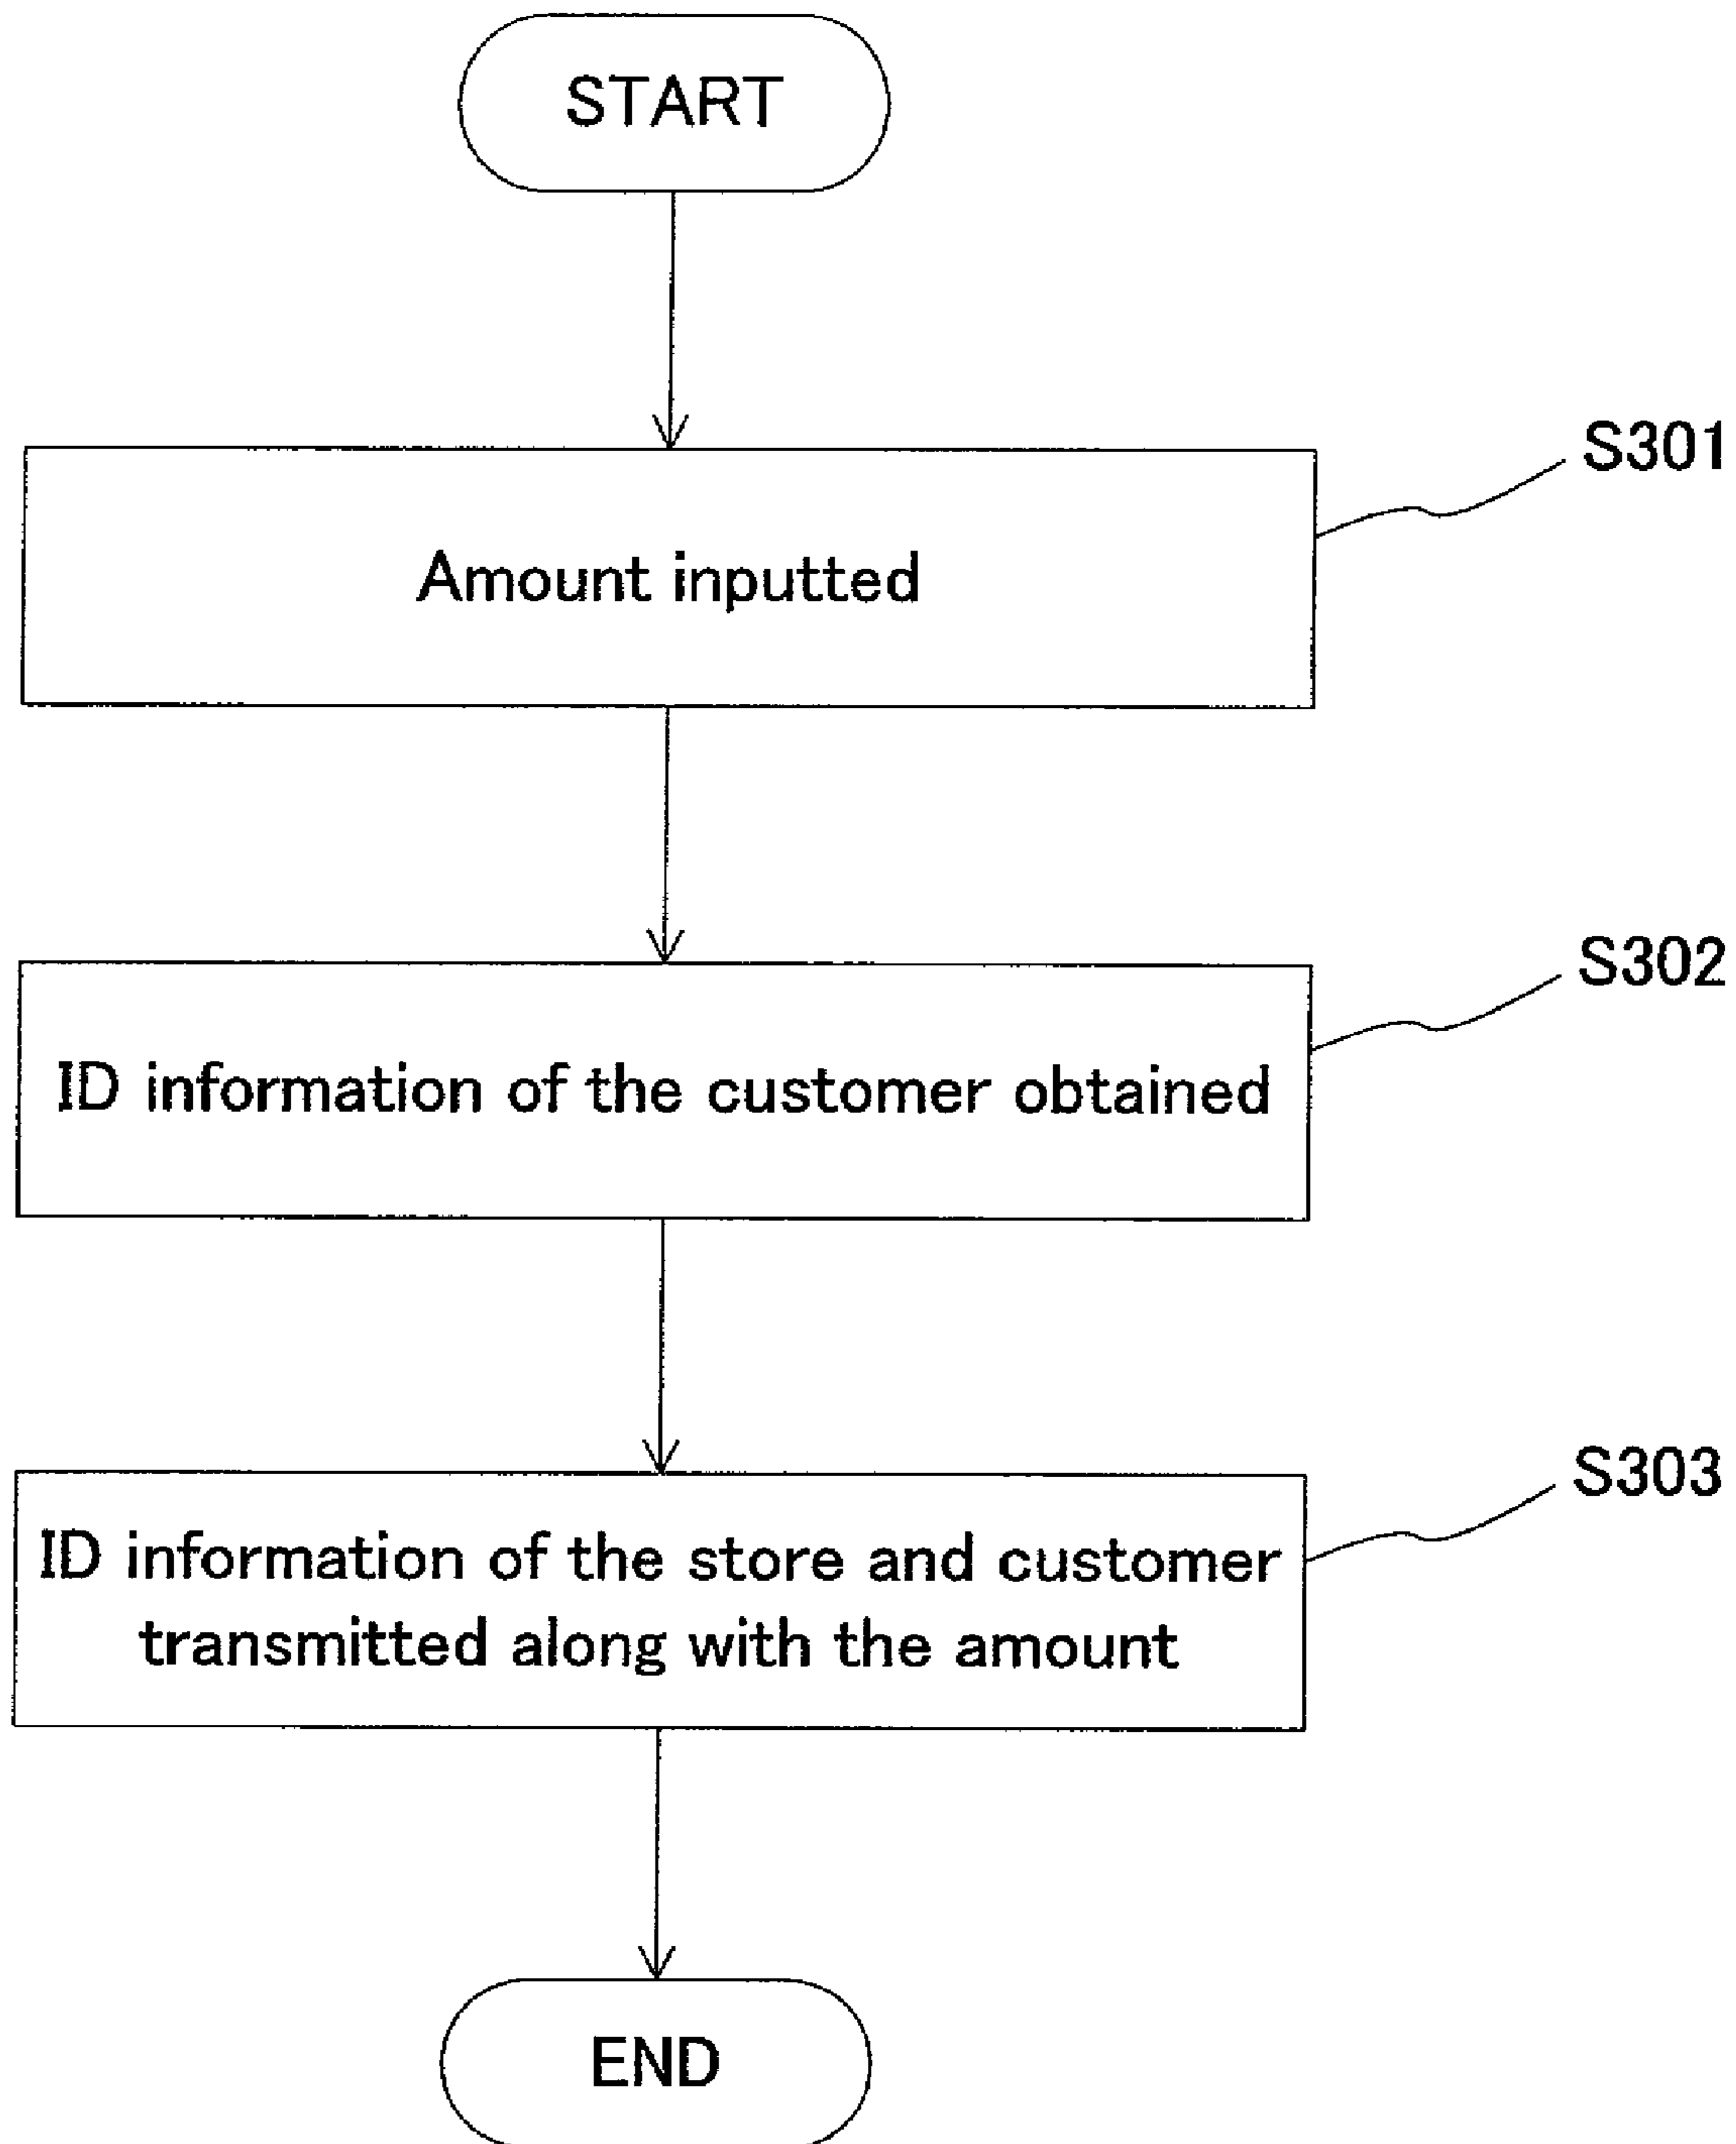 START
S301
Amount inputted
S302
ID information of the customer obtained
S303
ID information of the store and customer
transmitted along with the amount
END